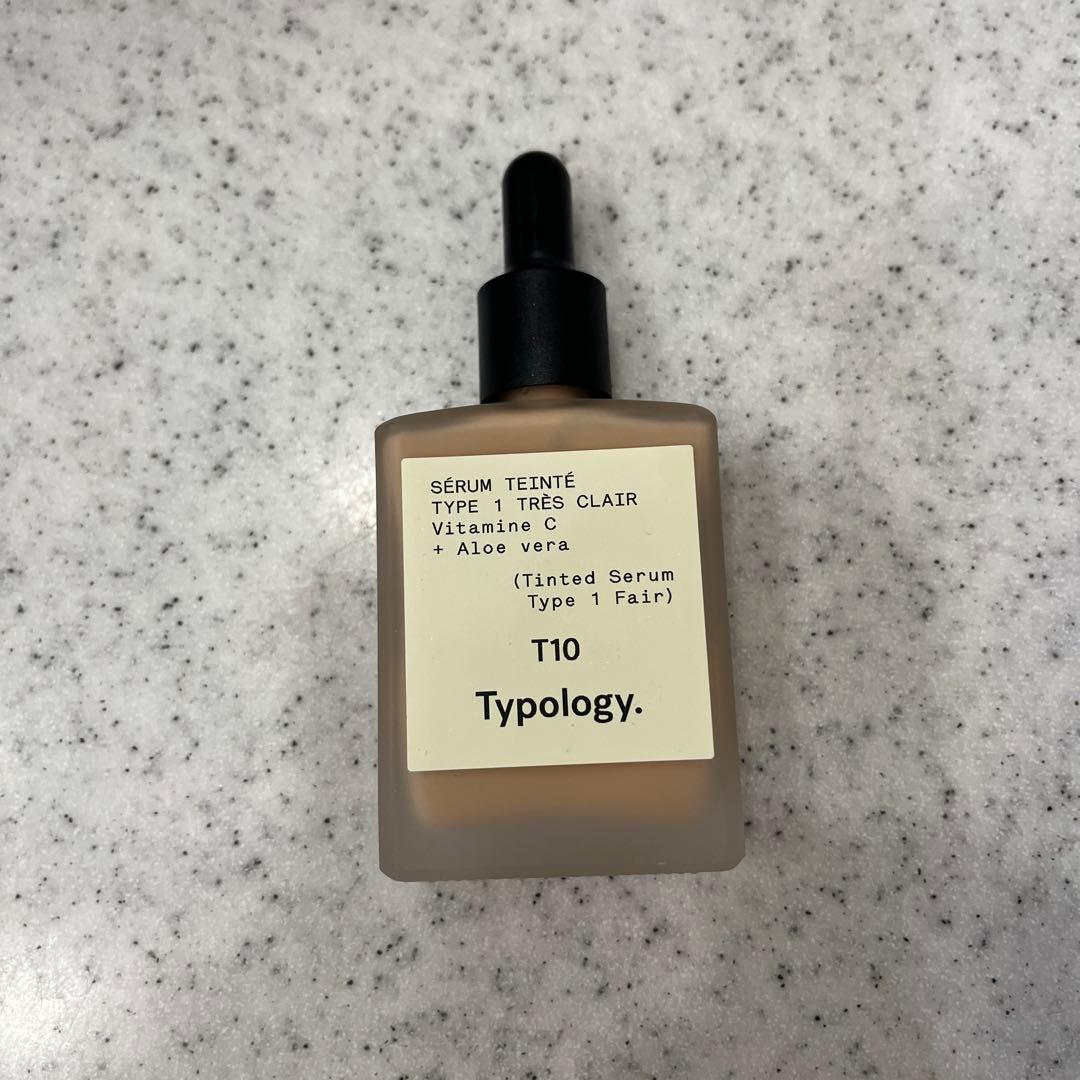 SÉRUM TEINTÉ
TYPE 1 TRÈS CLAIR
Vitamine C
+ Aloe vera
(Tinted Serum
Type 1 Fair)
T10
Typology.